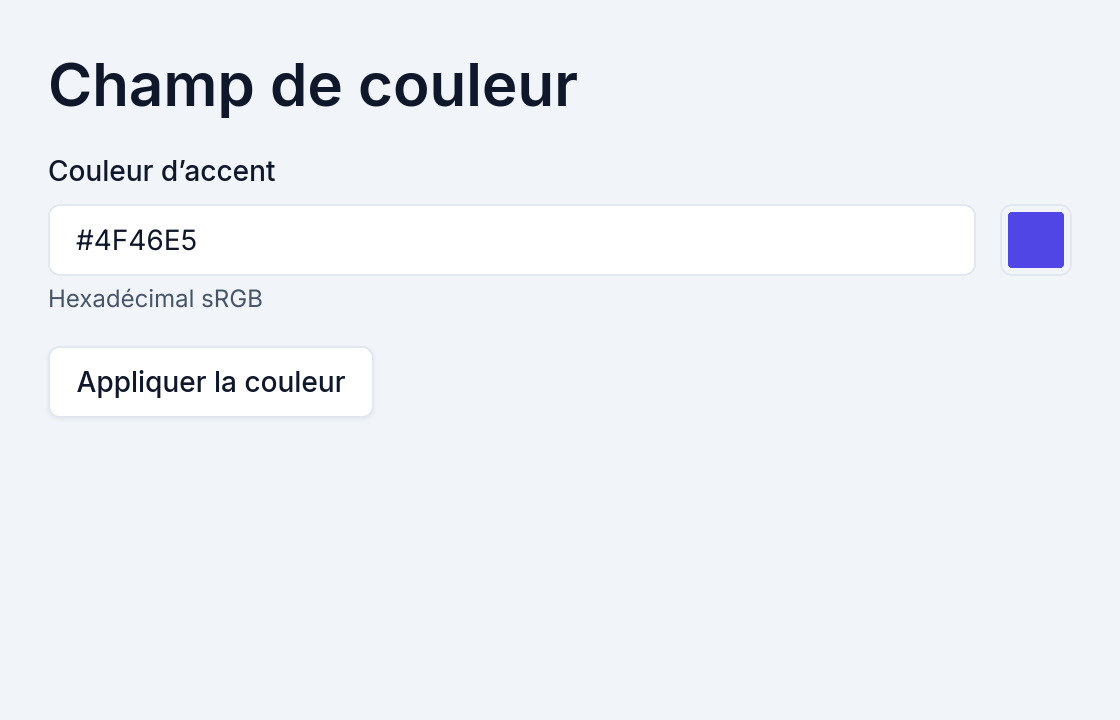 Champ de couleur
Couleur d’accent
#4F46E5
Hexadécimal sRGB
Appliquer la couleur